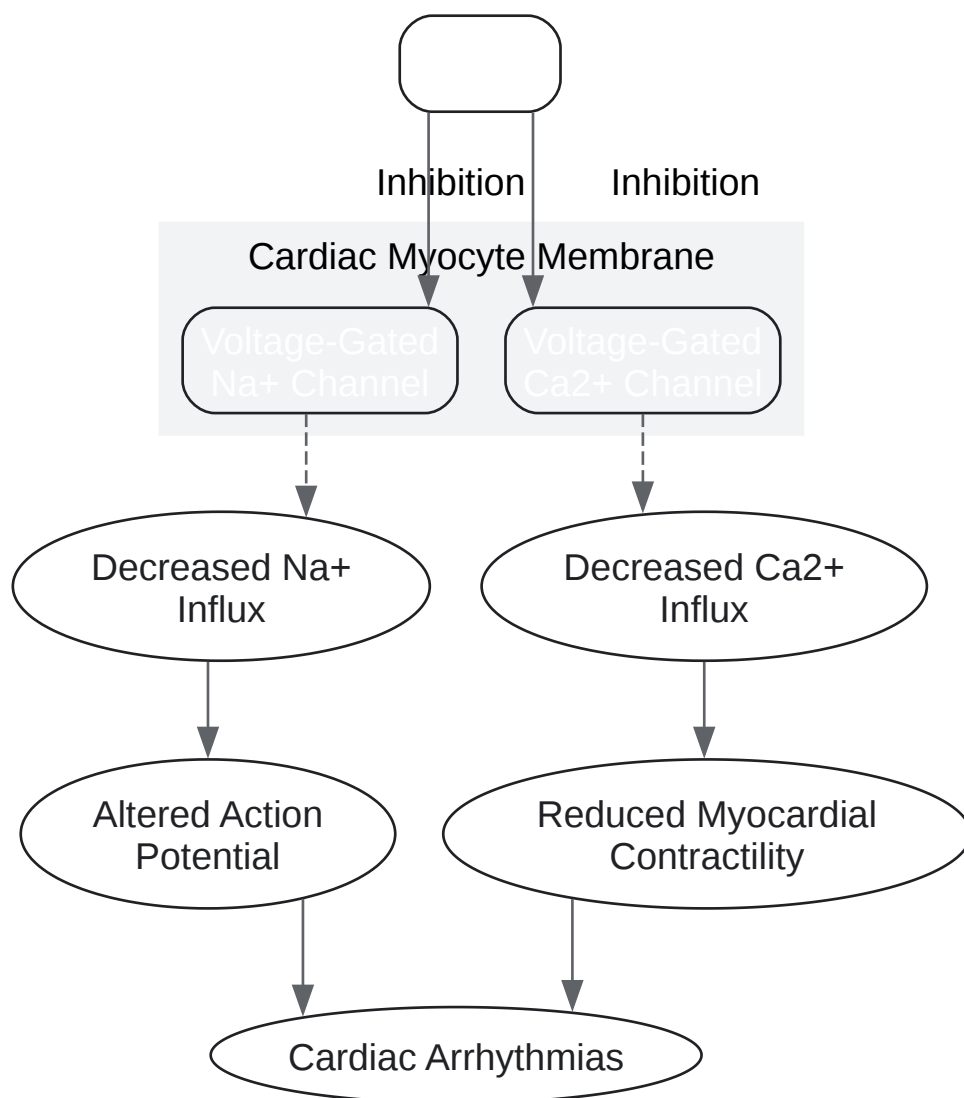 Inhibition
Inhibition
Cardiac Myocyte Membrane
Voltage-Gated
Na+ Channel
Voltage-Gated
Ca2+ Channel
Decreased Na+
Influx
Decreased Ca2+
Influx
Altered Action
Potential
Reduced Myocardial
Contractility
Cardiac Arrhythmias